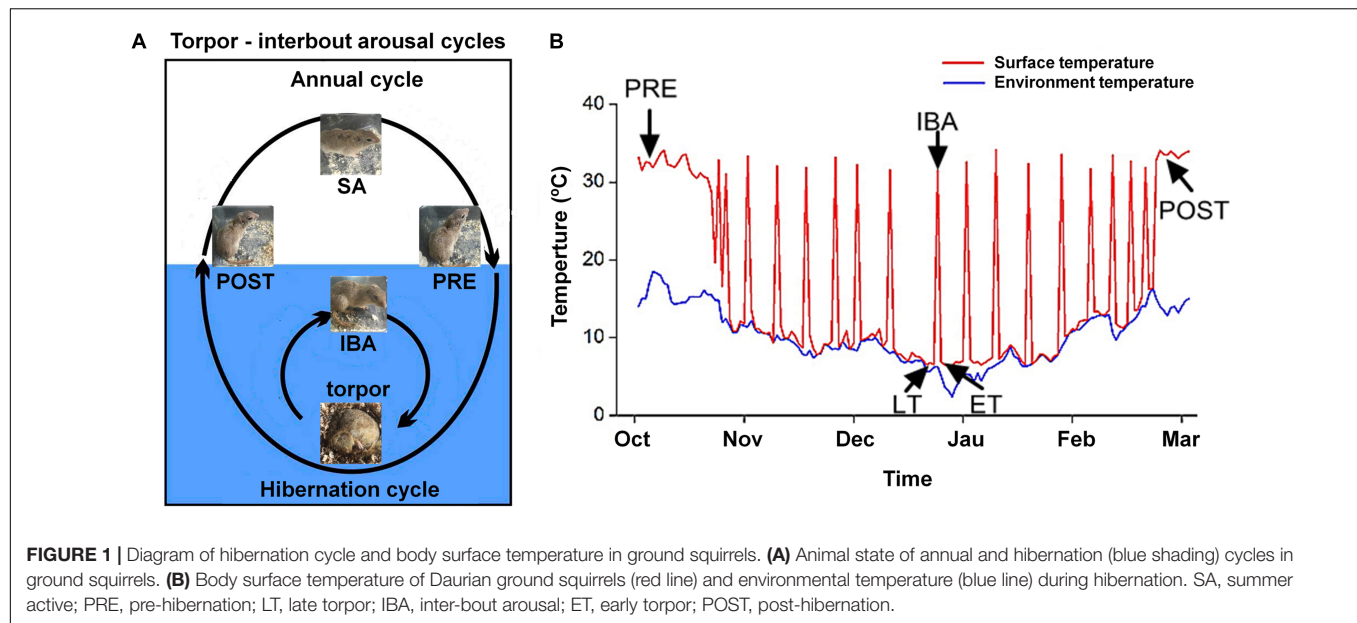 A Torpor - interbout arousal cycles
Annual cycle
SA
POST
PRE
IBA
torpor
Hibernation cycle
B
Surface temperature
Environment temperature
PRE
IBA
POST
LT
ET
40
30
20
10
0
Temperture (ºC)
Oct Nov Dec Jau Feb Mar
Time
FIGURE 1 | Diagram of hibernation cycle and body surface temperature in ground squirrels. (A) Animal state of annual and hibernation (blue shading) cycles in
ground squirrels. (B) Body surface temperature of Daurian ground squirrels (red line) and environmental temperature (blue line) during hibernation. SA, summer
active; PRE, pre-hibernation; LT, late torpor; IBA, inter-bout arousal; ET, early torpor; POST, post-hibernation.